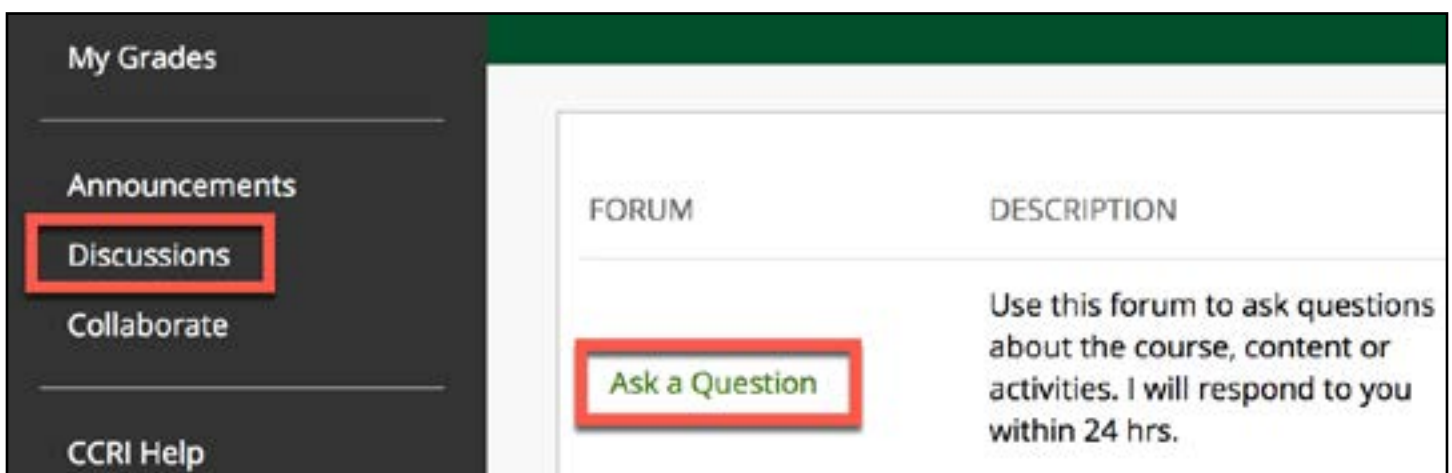 My Grades
Announcements
Discussions
Collaborate
CCRI Help
FORUM
DESCRIPTION
Ask a Question
Use this forum to ask questions
about the course, content or
activities. I will respond to you
within 24 hrs.